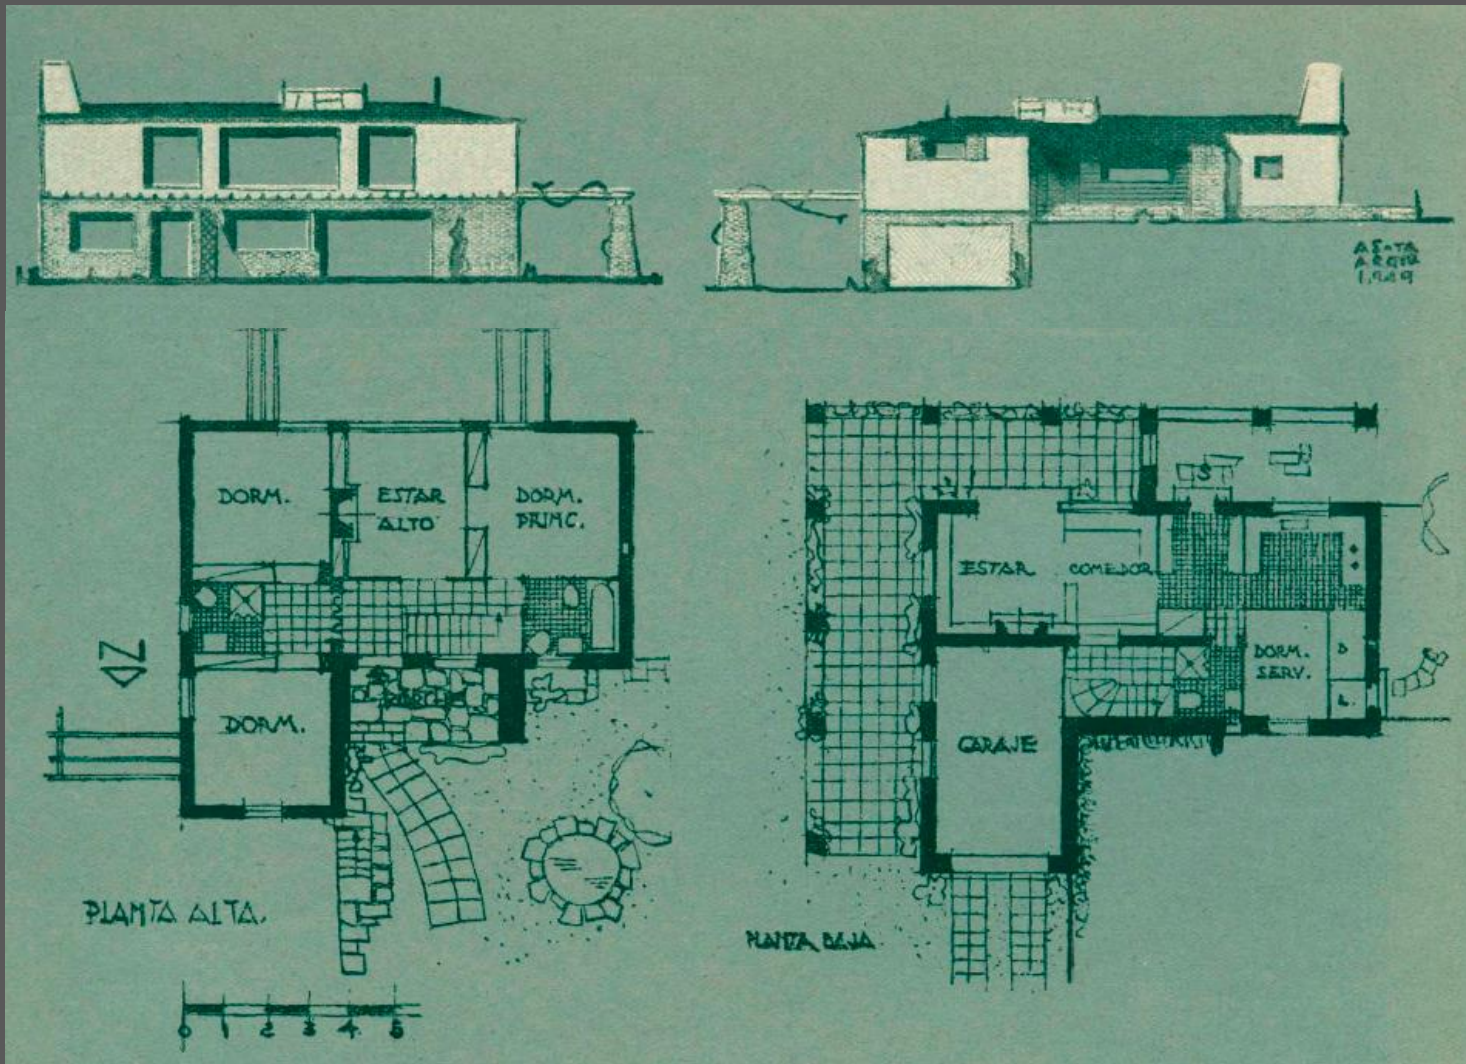 DORM.
ESTAR
ALTO
DORM.
PRINC.
N
DORM.
PLANTA ALTA.
0 1 2 3 4 5
ESTAR
COMEDOR
DORM.
SERV.
D
L.
GARAJE
PLANTA BAJA